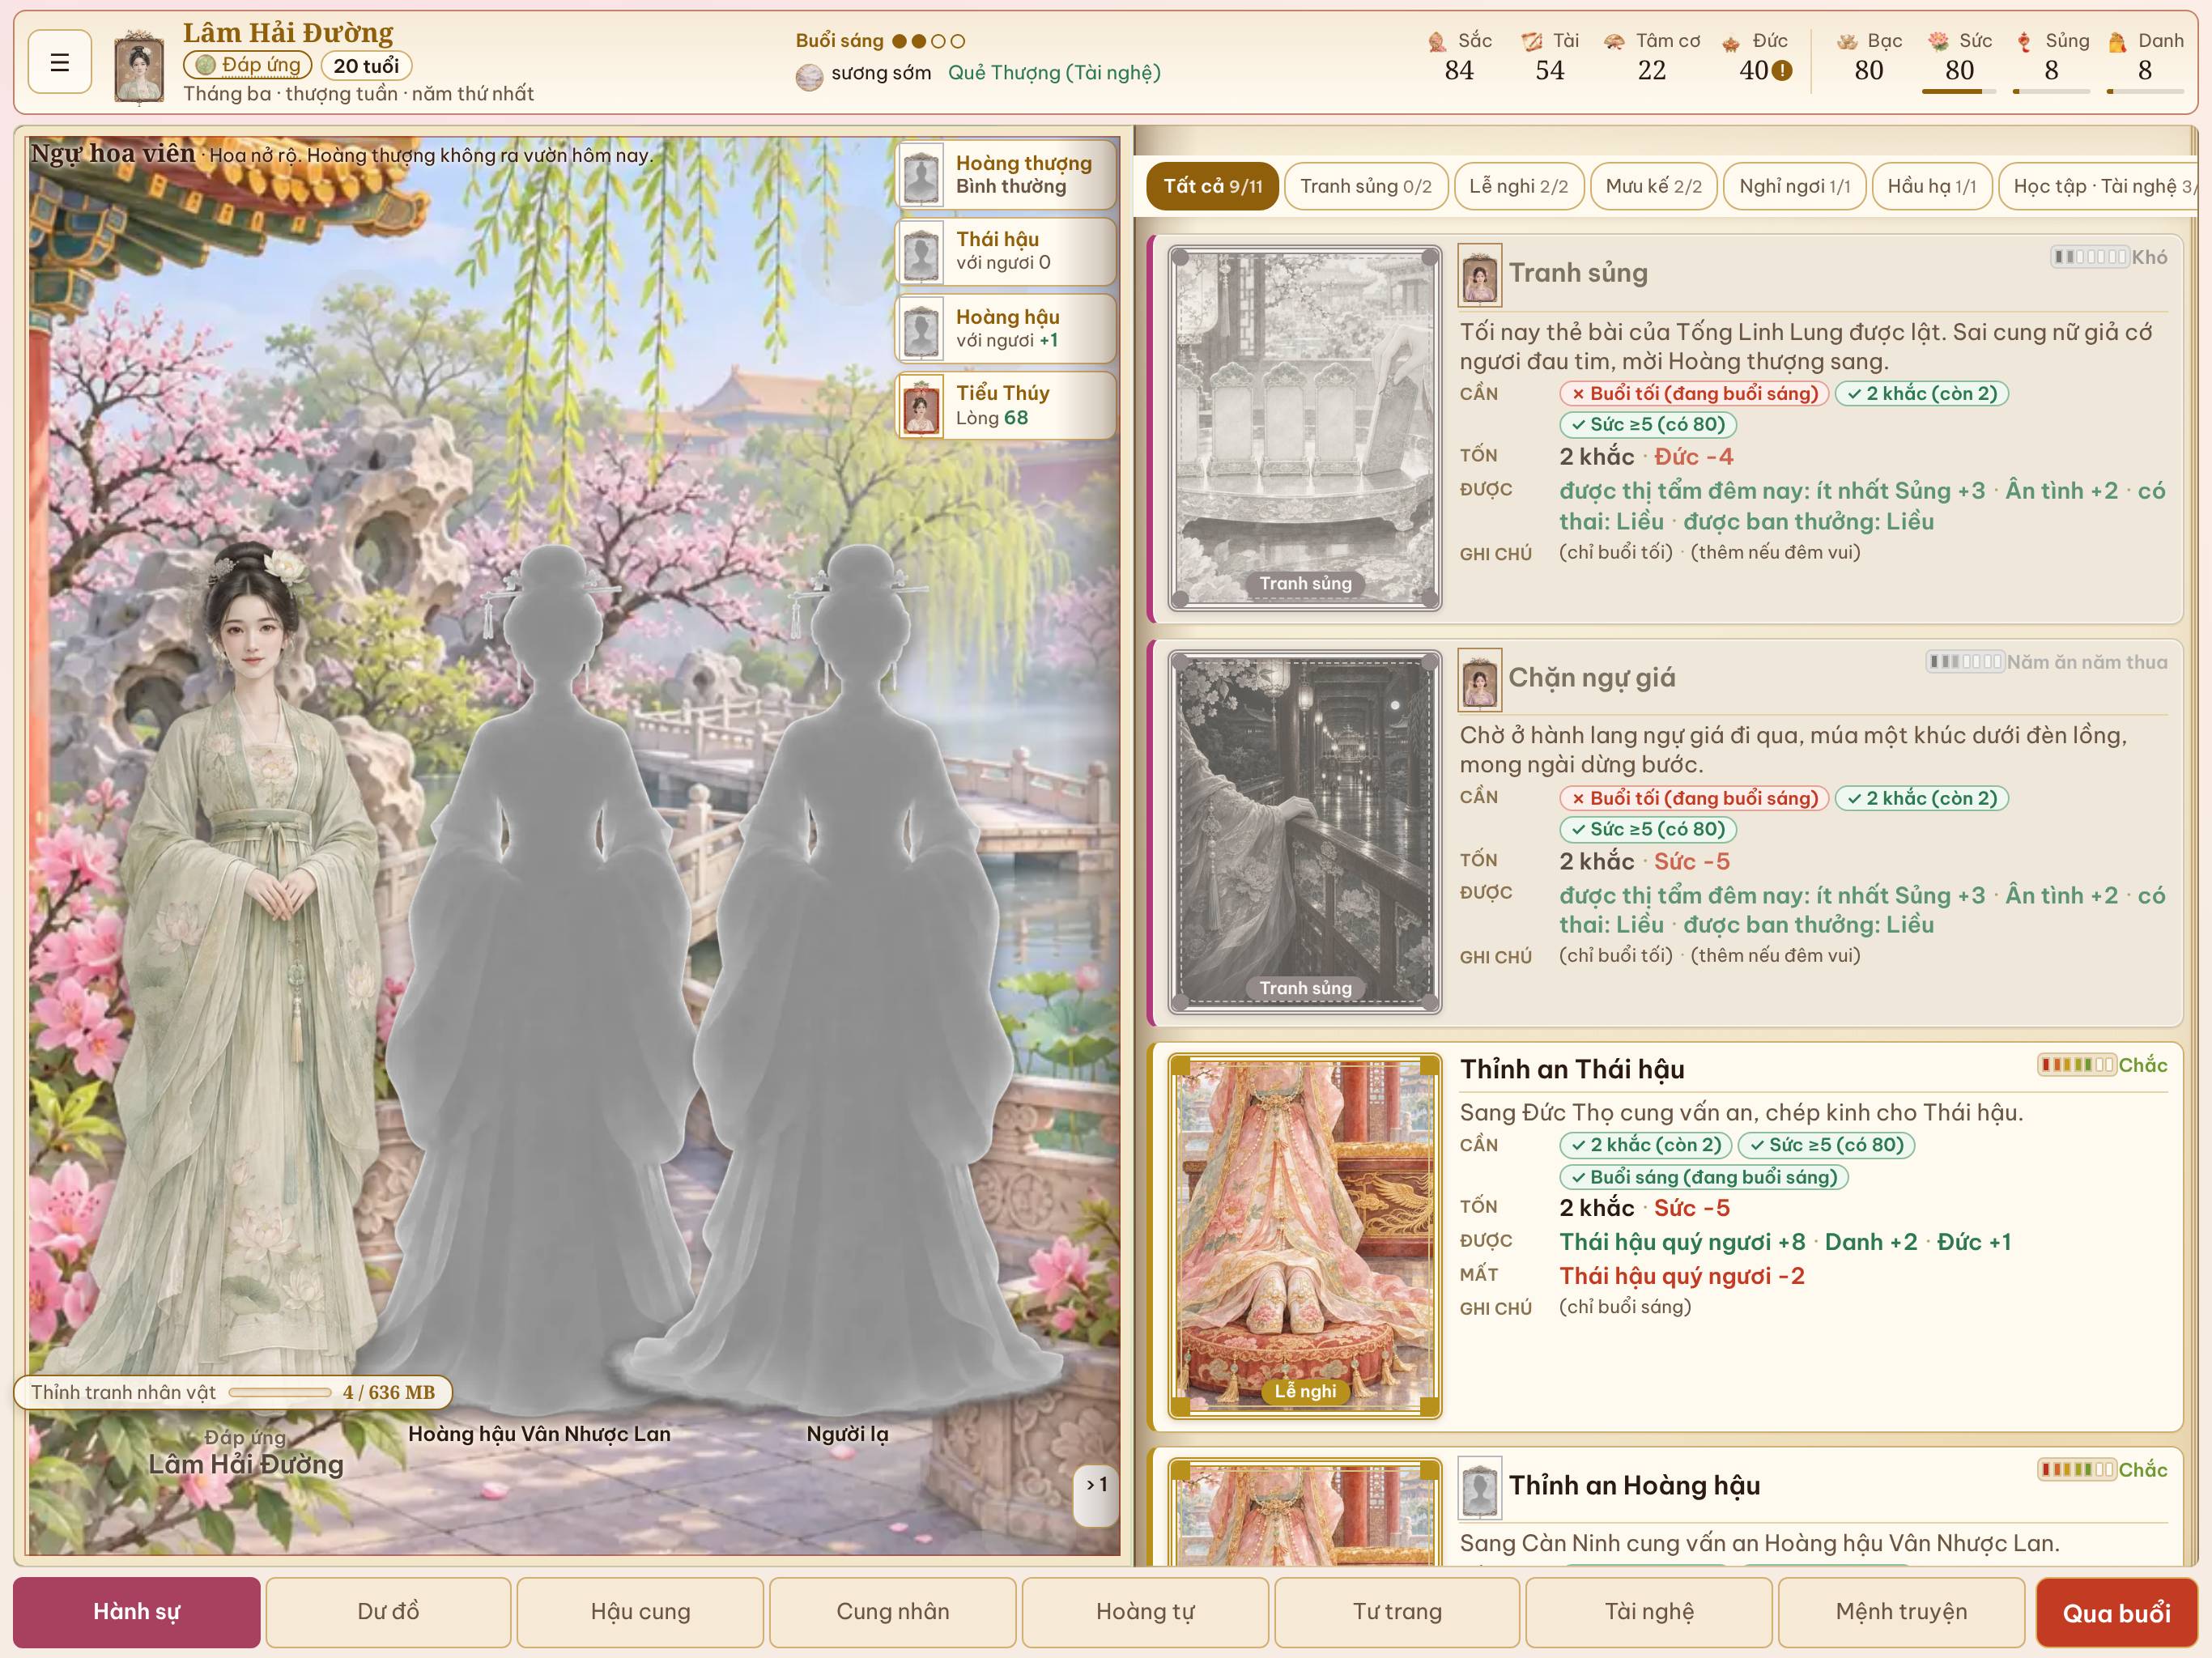 ☰
Lâm Hải Đường
Đáp ứng 20 tuổi
Tháng ba · thượng tuần · năm thứ nhất
Buổi sáng
sương sớm Quẻ Thượng (Tài nghệ)
Sắc Tài Tâm cơ Đức Bạc Sức Sủng Danh
84 54 22 40 ! 80 80 8 8
Ngự hoa viên · Hoa nở rộ. Hoàng thượng không ra vườn hôm nay.
Hoàng thượng
Bình thường
Thái hậu
với ngươi 0
Hoàng hậu
với ngươi +1
Tiểu Thúy
Lòng 68
Thỉnh tranh nhân vật 4 / 636 MB
Đáp ứng
Lâm Hải Đường
Hoàng hậu Vân Nhược Lan
Người lạ
› 1
Tất cả 9/11 Tranh sủng 0/2 Lễ nghi 2/2 Mưu kế 2/2 Nghỉ ngơi 1/1 Hầu hạ 1/1 Học tập · Tài nghệ 3/
Tranh sủng
Khó
Tối nay thẻ bài của Tống Linh Lung được lật. Sai cung nữ giả cớ
ngươi đau tim, mời Hoàng thượng sang.
CẦN × Buổi tối (đang buổi sáng) ✓ 2 khắc (còn 2)
✓ Sức ≥5 (có 80)
TỐN 2 khắc · Đức -4
ĐƯỢC được thị tẩm đêm nay: ít nhất Sủng +3 · Ân tình +2 · có
thai: Liều · được ban thưởng: Liều
GHI CHÚ (chỉ buổi tối) · (thêm nếu đêm vui)
Tranh sủng
Chặn ngự giá
Năm ăn năm thua
Chờ ở hành lang ngự giá đi qua, múa một khúc dưới đèn lồng,
mong ngài dừng bước.
CẦN × Buổi tối (đang buổi sáng) ✓ 2 khắc (còn 2)
✓ Sức ≥5 (có 80)
TỐN 2 khắc · Sức -5
ĐƯỢC được thị tẩm đêm nay: ít nhất Sủng +3 · Ân tình +2 · có
thai: Liều · được ban thưởng: Liều
GHI CHÚ (chỉ buổi tối) · (thêm nếu đêm vui)
Tranh sủng
Thỉnh an Thái hậu
Chắc
Sang Đức Thọ cung vấn an, chép kinh cho Thái hậu.
CẦN ✓ 2 khắc (còn 2) ✓ Sức ≥5 (có 80)
✓ Buổi sáng (đang buổi sáng)
TỐN 2 khắc · Sức -5
ĐƯỢC Thái hậu quý ngươi +8 · Danh +2 · Đức +1
MẤT Thái hậu quý ngươi -2
GHI CHÚ (chỉ buổi sáng)
Lễ nghi
Thỉnh an Hoàng hậu
Chắc
Sang Càn Ninh cung vấn an Hoàng hậu Vân Nhược Lan.
Hành sự Dư đồ Hậu cung Cung nhân Hoàng tự Tư trang Tài nghệ Mệnh truyện Qua buổi